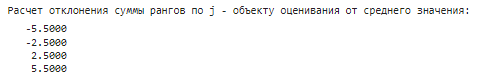 Расчет отклонения суммы рангов по j - объекту оценивания от среднего значения:
-5.5000
-2.5000
2.5000
5.5000